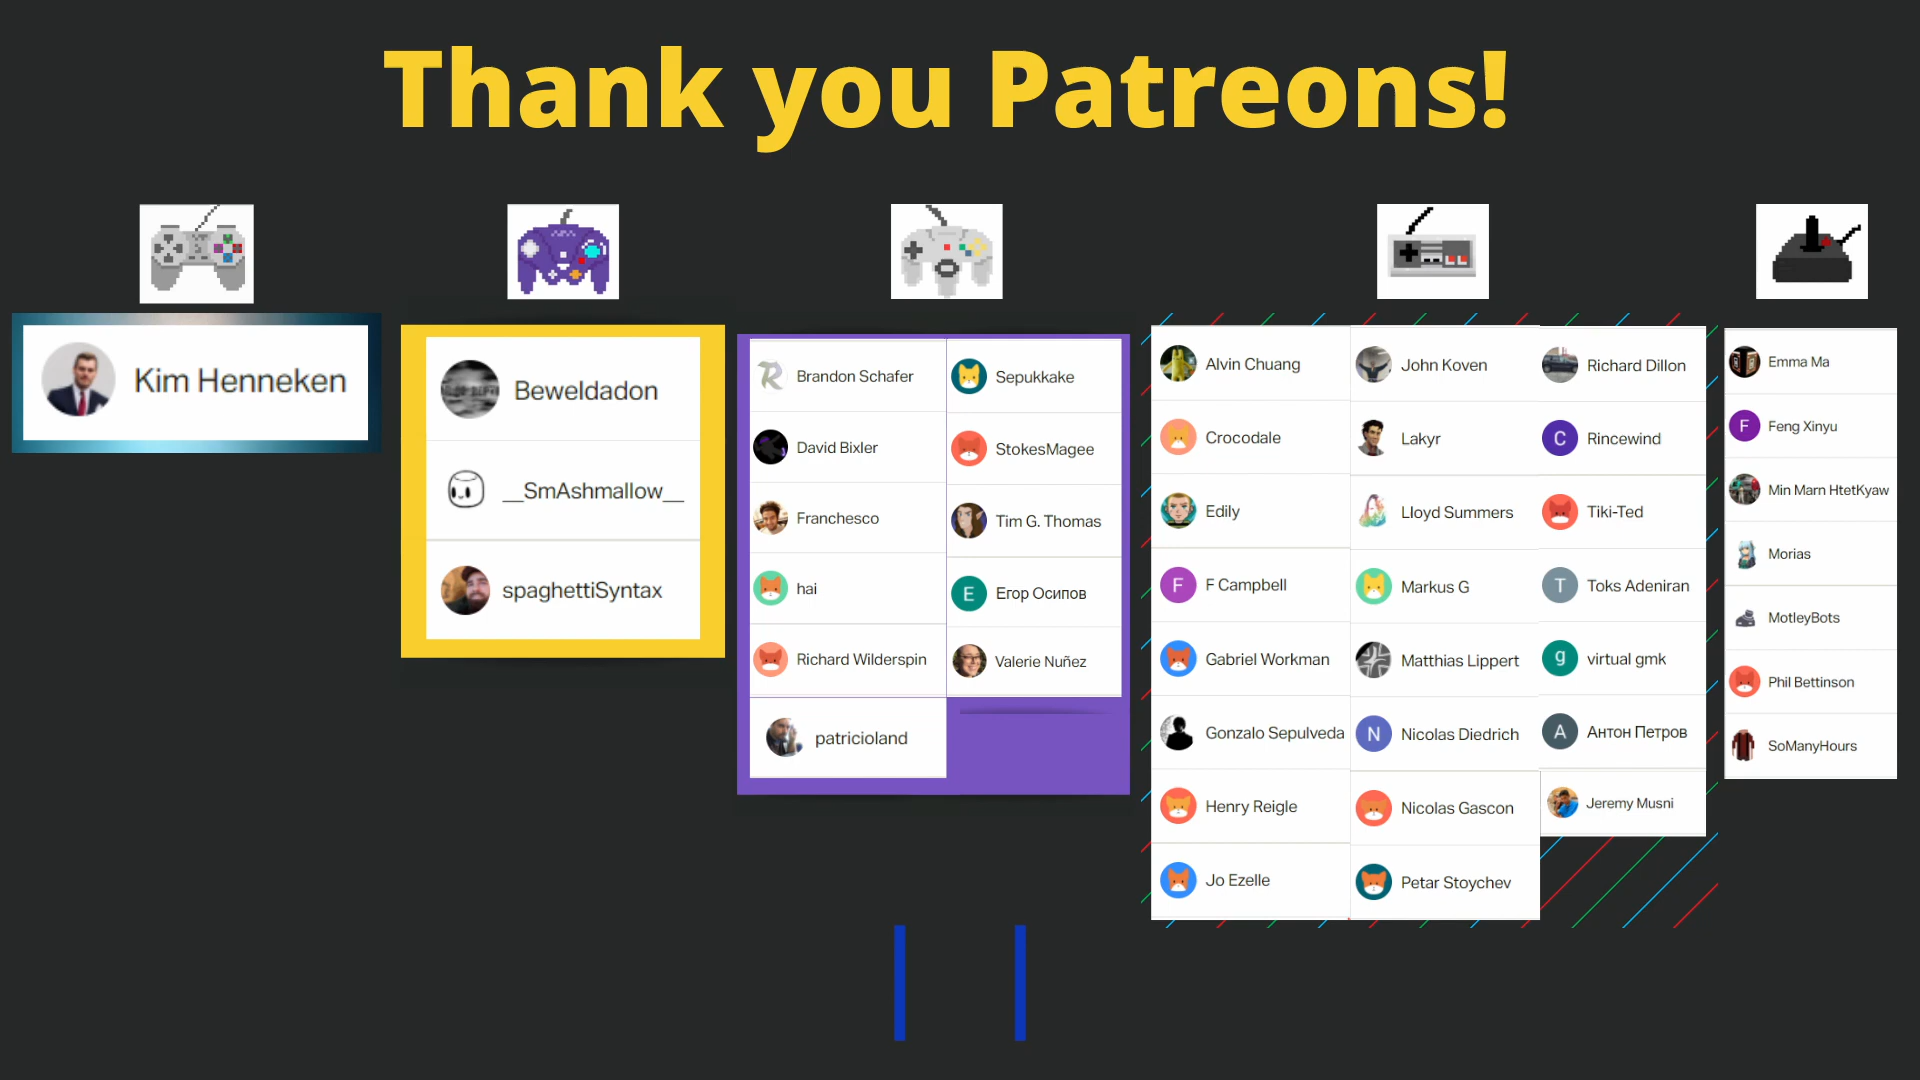 Thank you Patreons!
Kim Henneken
Beweldadon
__SmAshmallow__
spaghettiSyntax
R
Brandon Schafer
David Bixler
Franchesco
hai
Richard Wilderspin
patricioland
Sepukkake
StokesMagee
Tim G. Thomas
E
Егор Осипов
Valerie Nuñez
Alvin Chuang
Crocodale
Edily
F
F Campbell
Gabriel Workman
Gonzalo Sepulveda
Henry Reigle
Jo Ezelle
John Koven
Lakyr
Lloyd Summers
Markus G
Matthias Lippert
N
Nicolas Diedrich
Nicolas Gascon
Petar Stoychev
Richard Dillon
C
Rincewind
Tiki-Ted
T
Toks Adeniran
g
virtual gmk
A
Антон Петров
Jeremy Musni
Emma Ma
F
Feng Xinyu
Min Marn HtetKyaw
Morias
MotleyBots
Phil Bettinson
SoManyHours